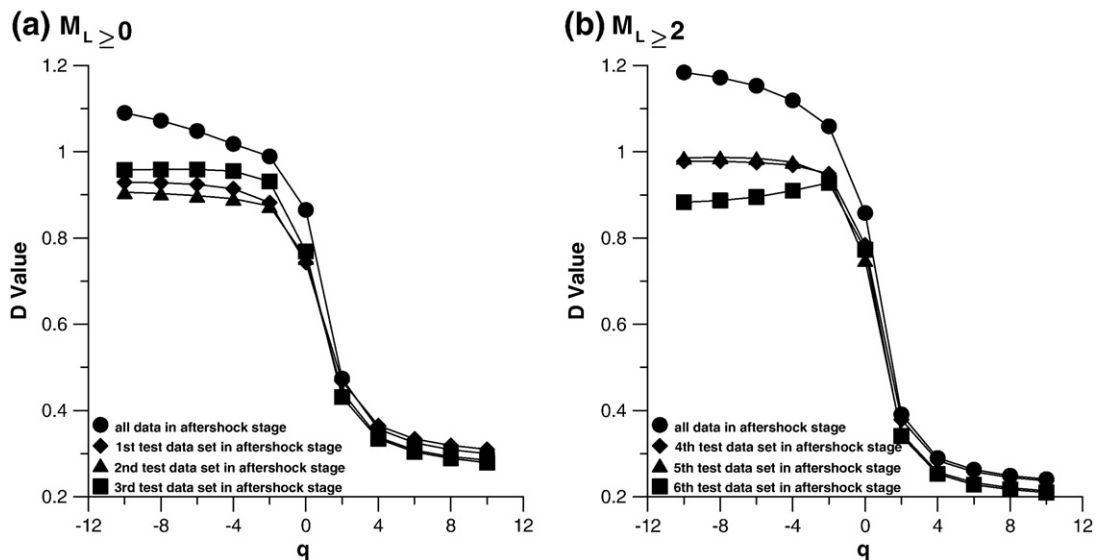 (a) M L ≥0
1.2
1
0.8
0.6
0.4
0.2
D Value
all data in aftershock stage
1st test data set in aftershock stage
2nd test data set in aftershock stage
3rd test data set in aftershock stage
-12 -8 -4 0 4 8 12
q
(b) M L ≥2
1.2
1
0.8
0.6
0.4
0.2
D Value
all data in aftershock stage
4th test data set in aftershock stage
5th test data set in aftershock stage
6th test data set in aftershock stage
-12 -8 -4 0 4 8 12
q